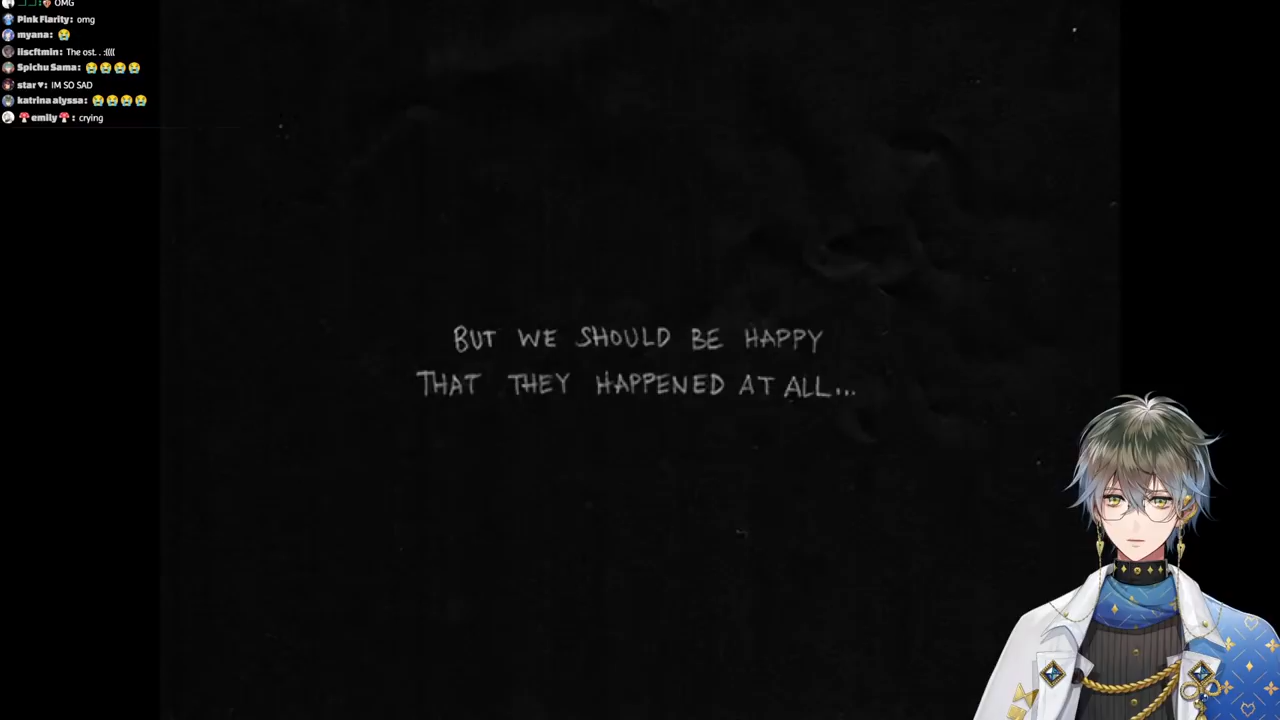 OMG
Pink Flarity: omg
myana: 😭
iiscftmin: The ost. . :((((
Spichu Sama: 😭😭😭😭
star♥: IM SO SAD
katrina alyssa: 😭😭😭😭
🍄emily🍄: crying
BUT WE SHOULD BE HAPPY
THAT THEY HAPPENED AT ALL...